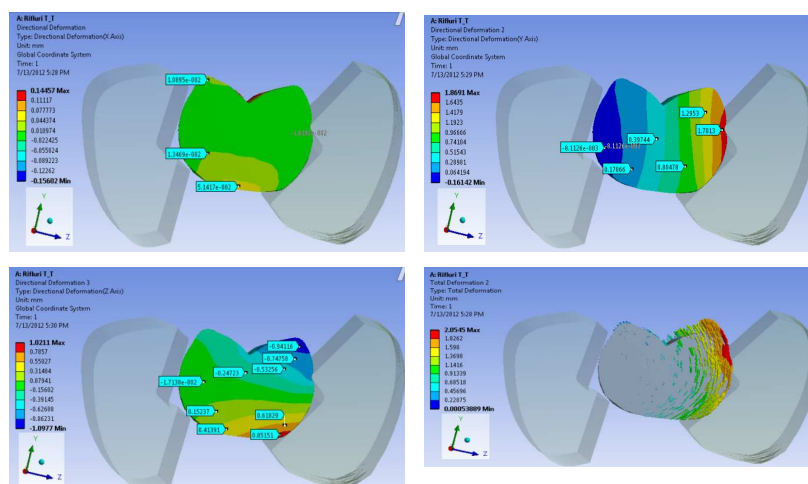 A: Rifluri T_T
Directional Deformation
Type: Directional Deformation(X Axis)
Unit: mm
Global Coordinate System
Time: 1
7/13/2012 5:28 PM
0.14457 Max
0.11117
0.077773
0.044374
0.010974
-0.022425
-0.055824
-0.089223
-0.12262
-0.15602 Min
1.0895e-002
1.3469e-002
5.1417e-002
Y
Z
A: Rifluri T_T
Directional Deformation 2
Type: Directional Deformation(Y Axis)
Unit: mm
Global Coordinate System
Time: 1
7/13/2012 5:29 PM
1.8691 Max
1.6435
1.4179
1.1923
0.96666
0.74104
0.51543
0.28981
0.064194
-0.16142 Min
1.2953
1.7813
0.39744
-8.1126e-003
0.17066
0.80478
Y
Z
A: Rifluri T_T
Directional Deformation 3
Type: Directional Deformation(Z Axis)
Unit: mm
Global Coordinate System
Time: 1
7/13/2012 5:30 PM
1.0211 Max
0.7857
0.55027
0.31484
0.07941
-0.15602
-0.39145
-0.62688
-0.86231
-1.0977 Min
-0.94116
-0.74750
-0.53256
-0.24723
-1.7130e-002
0.15237
0.61829
0.41391
0.85151
Y
Z
A: Rifluri T_T
Total Deformation 2
Type: Total Deformation
Unit: mm
Time: 1
7/13/2012 5:28 PM
2.0545 Max
1.8262
1.598
1.3698
1.1416
0.91339
0.68518
0.45696
0.22875
0.00053889 Min
Y
Z